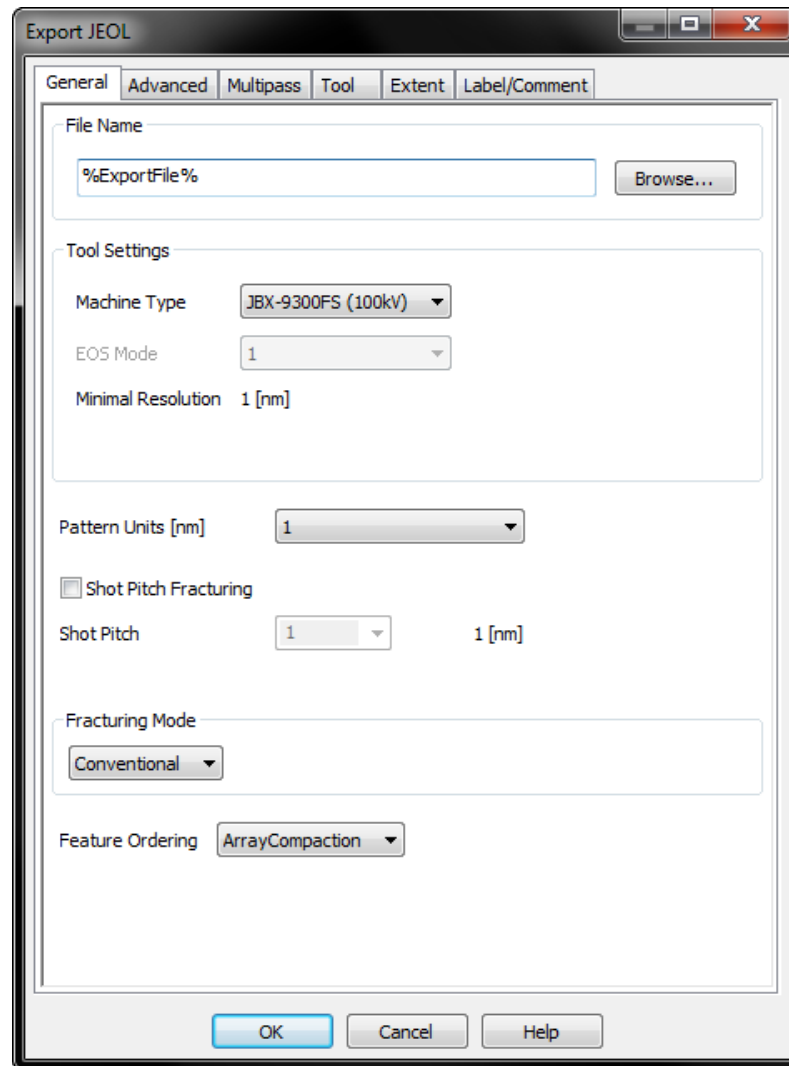 Export JEOL
General Advanced Multipass Tool Extent Label/Comment
File Name
%ExportFile% Browse...
Tool Settings
Machine Type JBX-9300FS (100kV)
EOS Mode 1
Minimal Resolution 1 [nm]
Pattern Units [nm] 1
Shot Pitch Fracturing
Shot Pitch 1 1 [nm]
Fracturing Mode
Conventional
Feature Ordering ArrayCompaction
OK Cancel Help